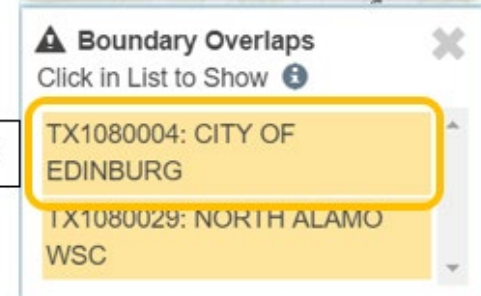 Boundary Overlaps
Click in List to Show
TX1080004: CITY OF
EDINBURG
TX1080029: NORTH ALAMO
WSC